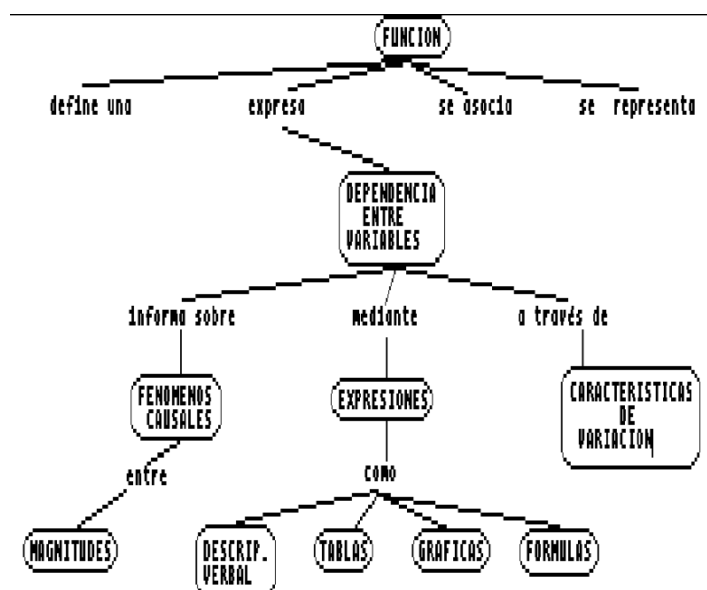 FUNCION
define una
expresa
se asocia
se representa
DEPENDENCIA
ENTRE
VARIABLES
informa sobre
mediante
a través de
FENOMENOS
CAUSALES
EXPRESIONES
CARACTERISTICAS
DE
VARIACION
entre
como
MAGNITUDES
DESCRIP.
VERBAL
TABLAS
GRAFICAS
FORMULAS